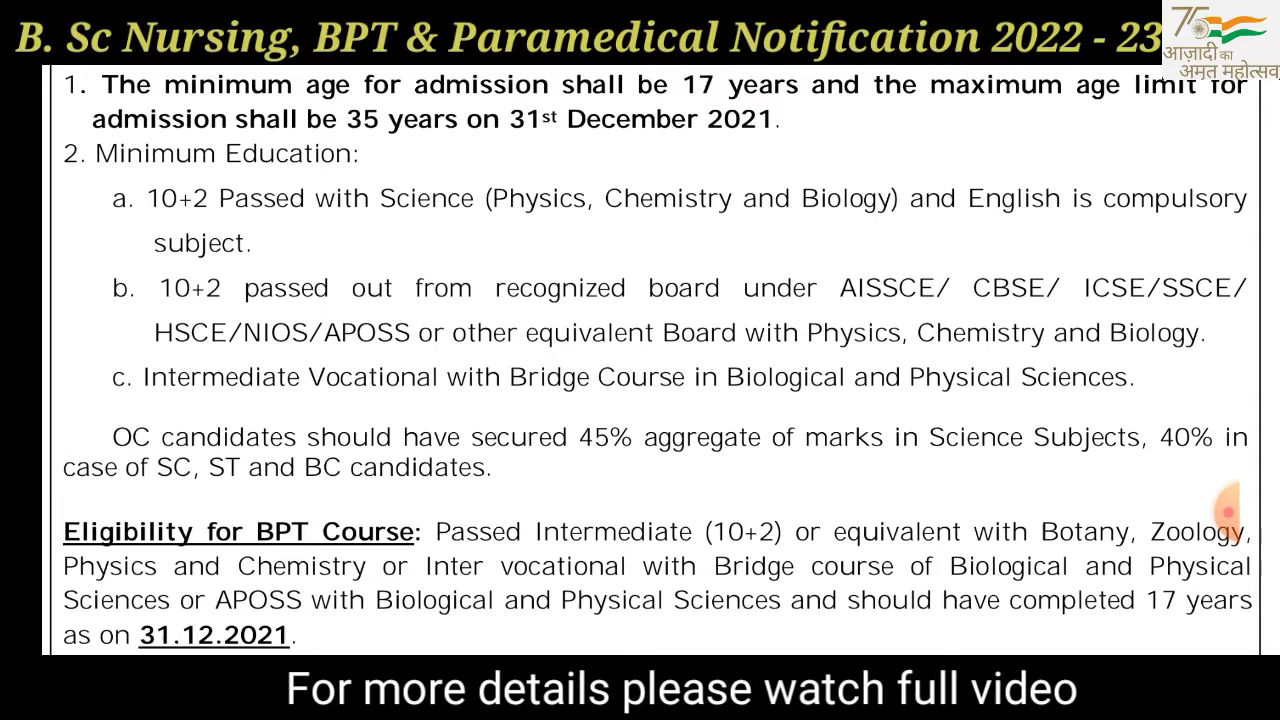 B. Sc Nursing, BPT & Paramedical Notification 2022 - 23
75
आज़ादी का
अमृत महोत्सव
1. The minimum age for admission shall be 17 years and the maximum age limit for
admission shall be 35 years on 31st December 2021.
2. Minimum Education:
a. 10+2 Passed with Science (Physics, Chemistry and Biology) and English is compulsory
subject.
b. 10+2 passed out from recognized board under AISSCE/ CBSE/ ICSE/SSCE/
HSCE/NIOS/APOSS or other equivalent Board with Physics, Chemistry and Biology.
c. Intermediate Vocational with Bridge Course in Biological and Physical Sciences.
OC candidates should have secured 45% aggregate of marks in Science Subjects, 40% in
case of SC, ST and BC candidates.
Eligibility for BPT Course: Passed Intermediate (10+2) or equivalent with Botany, Zoology,
Physics and Chemistry or Inter vocational with Bridge course of Biological and Physical
Sciences or APOSS with Biological and Physical Sciences and should have completed 17 years
as on 31.12.2021.
For more details please watch full video